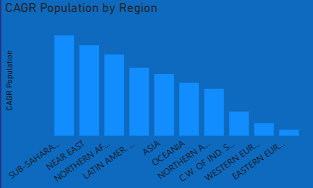 CAGR Population by Region
CAGR Population
SUB-SAHARA...
NEAR EAST
NORTHERN AF...
LATIN AMER. ...
ASIA
OCEANIA
NORTHERN A...
C.W. OF IND. S...
WESTERN EUR...
EASTERN EUR...